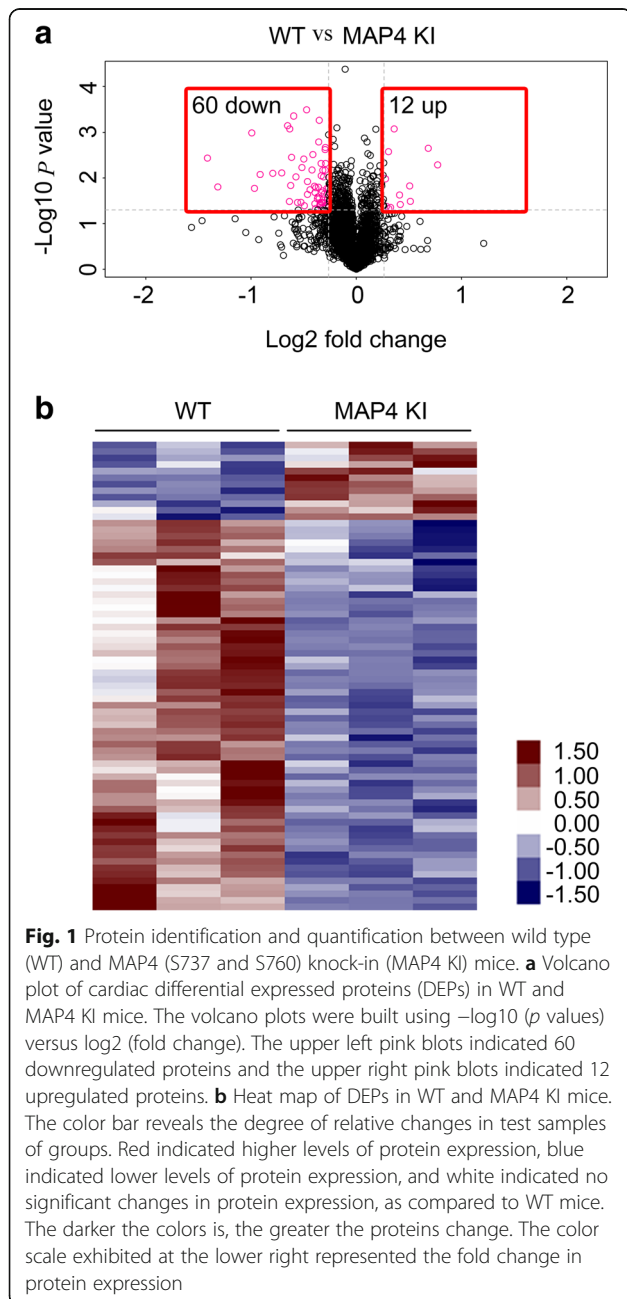 a
WT vs MAP4 KI
60 down
12 up
4
3
2
1
0
-Log10 P value
-2
-1
0
1
2
Log2 fold change
b
WT
MAP4 KI
1.50
1.00
0.50
0.00
-0.50
-1.00
-1.50
Fig. 1 Protein identification and quantification between wild type
(WT) and MAP4 (S737 and S760) knock-in (MAP4 KI) mice. a Volcano
plot of cardiac differential expressed proteins (DEPs) in WT and
MAP4 KI mice. The volcano plots were built using −log10 (p values)
versus log2 (fold change). The upper left pink blots indicated 60
downregulated proteins and the upper right pink blots indicated 12
upregulated proteins. b Heat map of DEPs in WT and MAP4 KI mice.
The color bar reveals the degree of relative changes in test samples
of groups. Red indicated higher levels of protein expression, blue
indicated lower levels of protein expression, and white indicated no
significant changes in protein expression, as compared to WT mice.
The darker the colors is, the greater the proteins change. The color
scale exhibited at the lower right represented the fold change in
protein expression